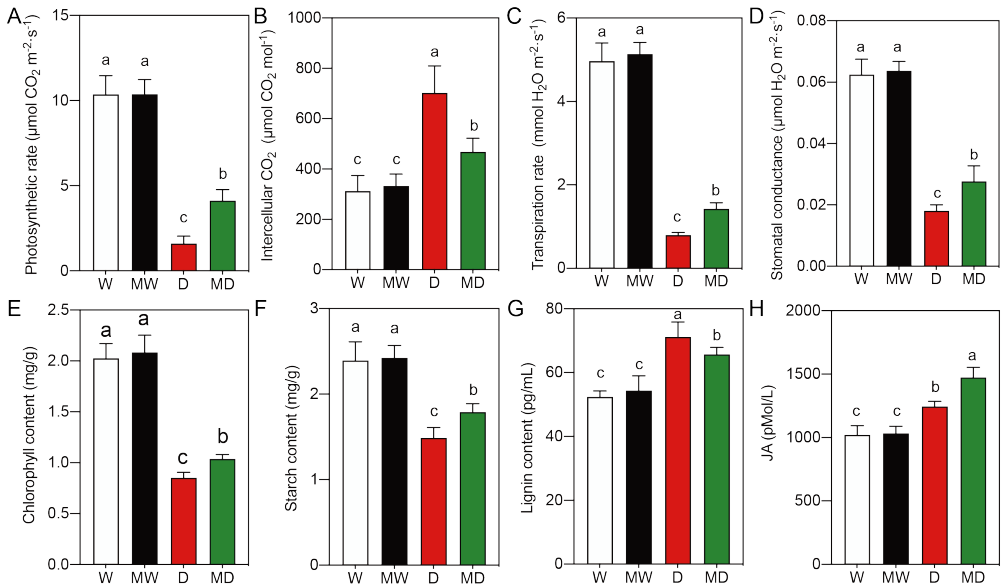 A
Photosynthetic rate (μmol CO₂ m⁻²·s⁻¹)
15
10
5
0
a
a
c
b
W
MW
D
MD
B
Intercellular CO₂ (μmol CO₂ mol⁻¹)
1000
800
600
400
200
0
c
c
a
b
W
MW
D
MD
C
Transpiration rate (mmol H₂O m⁻²·s⁻¹)
6
4
2
0
a
a
c
b
W
MW
D
MD
D
Stomatal conductance (μmol H₂O m⁻²·s⁻¹)
0.08
0.06
0.04
0.02
0.00
a
a
c
b
W
MW
D
MD
E
Chlorophyll content (mg/g)
2.5
2.0
1.5
1.0
0.5
0.0
a
a
c
b
W
MW
D
MD
F
Starch content (mg/g)
3
2
1
0
a
a
c
b
W
MW
D
MD
G
Lignin content (pg/mL)
80
60
40
20
0
c
c
a
b
W
MW
D
MD
H
JA (pMol/L)
2000
1500
1000
500
0
c
c
b
a
W
MW
D
MD